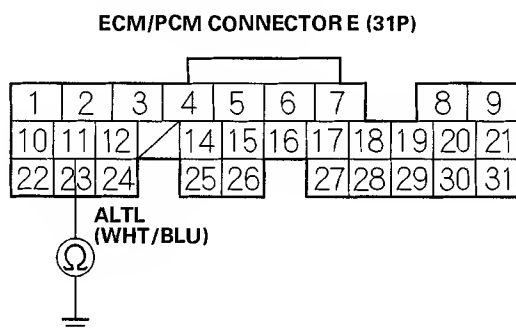 ECM/PCM CONNECTOR E (31P)
1 2 3 4 5 6 7 8 9
10 11 12 14 15 16 17 18 19 20 21
22 23 24 25 26 27 28 29 30 31
ALTL
(WHT/BLU)
Ω